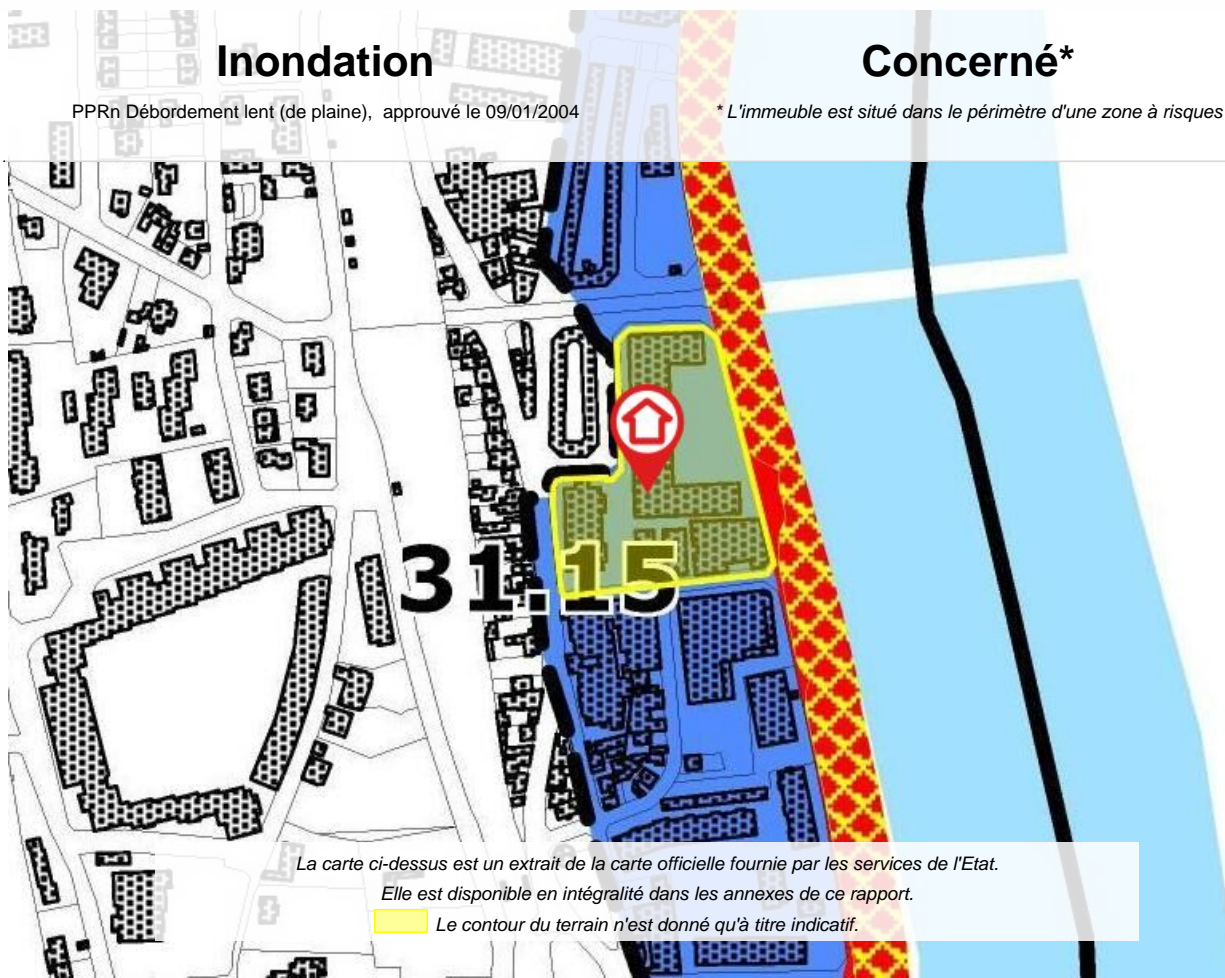 Inondation
Concerné*
PPRn Débordement lent (de plaine), approuvé le 09/01/2004
* L'immeuble est situé dans le périmètre d'une zone à risques
31.15
La carte ci-dessus est un extrait de la carte officielle fournie par les services de l'Etat.
Elle est disponible en intégralité dans les annexes de ce rapport.
Le contour du terrain n'est donné qu'à titre indicatif.